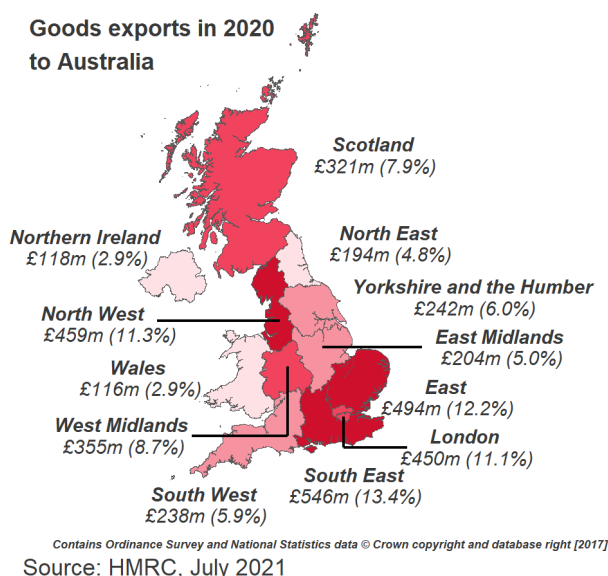 Goods exports in 2020
to Australia
Scotland
£321m (7.9%)
Northern Ireland
£118m (2.9%)
North East
£194m (4.8%)
Yorkshire and the Humber
£242m (6.0%)
North West
£459m (11.3%)
East Midlands
£204m (5.0%)
Wales
£116m (2.9%)
East
£494m (12.2%)
West Midlands
£355m (8.7%)
London
£450m (11.1%)
South East
£546m (13.4%)
South West
£238m (5.9%)
Contains Ordinance Survey and National Statistics data © Crown copyright and database right [2017]
Source: HMRC, July 2021